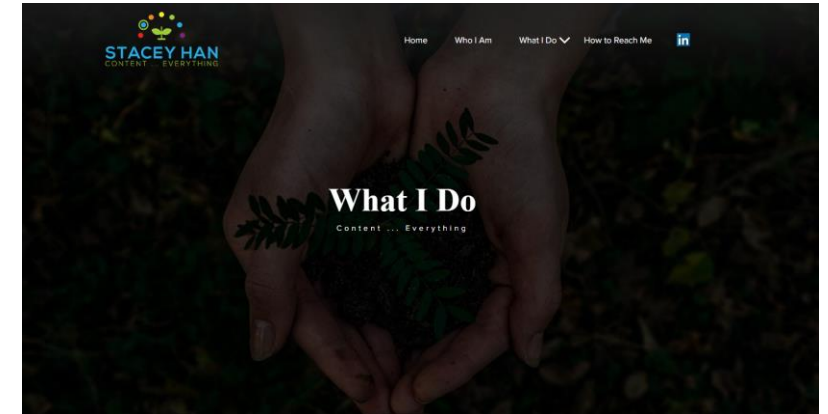 STACEY HAN
CONTENT ... EVERYTHING
Home
Who I Am
What I Do
How to Reach Me
in
What I Do
Content ... Everything